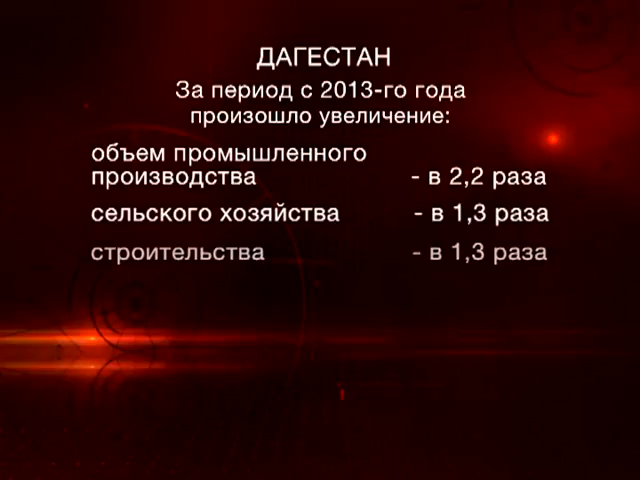 ДАГЕСТАН
За период с 2013-го года
произошло увеличение:
объем промышленного
производства - в 2,2 раза
сельского хозяйства - в 1,3 раза
строительства - в 1,3 раза